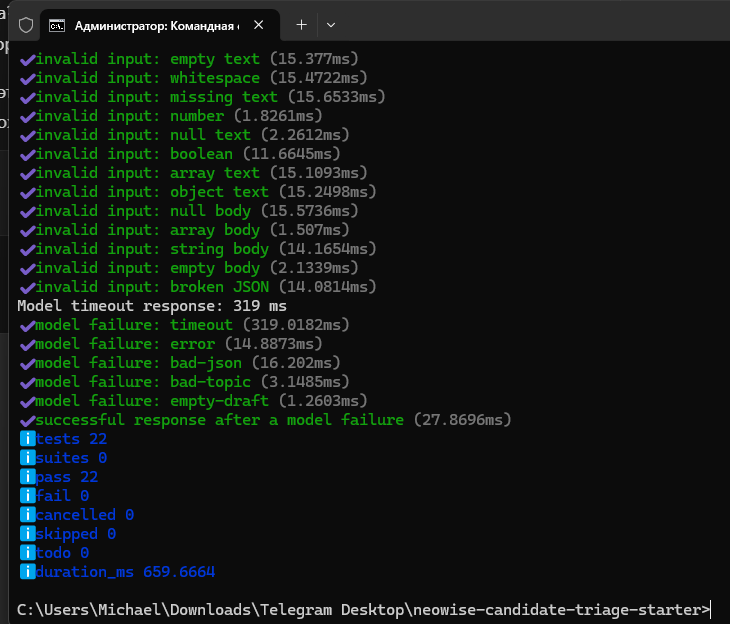 Администратор: Командная
invalid input: empty text (15.377ms)
invalid input: whitespace (15.4722ms)
invalid input: missing text (15.6533ms)
invalid input: number (1.8261ms)
invalid input: null text (2.2612ms)
invalid input: boolean (11.6645ms)
invalid input: array text (15.1093ms)
invalid input: object text (15.2498ms)
invalid input: null body (15.5736ms)
invalid input: array body (1.507ms)
invalid input: string body (14.1654ms)
invalid input: empty body (2.1339ms)
invalid input: broken JSON (14.0814ms)
Model timeout response: 319 ms
model failure: timeout (319.0182ms)
model failure: error (14.8873ms)
model failure: bad-json (16.202ms)
model failure: bad-topic (3.1485ms)
model failure: empty-draft (1.2603ms)
successful response after a model failure (27.8696ms)
tests 22
suites 0
pass 22
fail 0
cancelled 0
skipped 0
todo 0
duration_ms 659.6664
C:\Users\Michael\Downloads\Telegram Desktop\neowise-candidate-triage-starter>